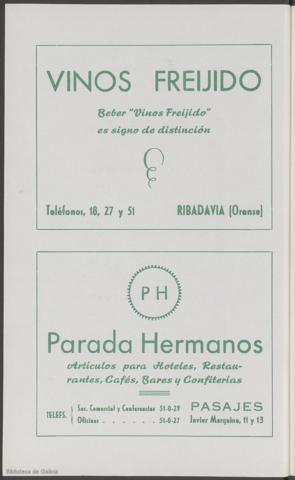 VINOS FREIJIDO
Beber "Vinos Freijido"
es signo de distinción
Teléfonos, 18, 27 y 51 RIBADAVIA (Orense)
P H
Parada Hermanos
Artículos para Hoteles, Restau-
rantes, Cafés, Bares y Confiterías
TELEFS. Sec. Comercial y Conferencias 51-0-29
Oficinas . . . . . . 51-0-27
PASAJES
Javier Marquina, 11 y 13
Biblioteca de Galicia